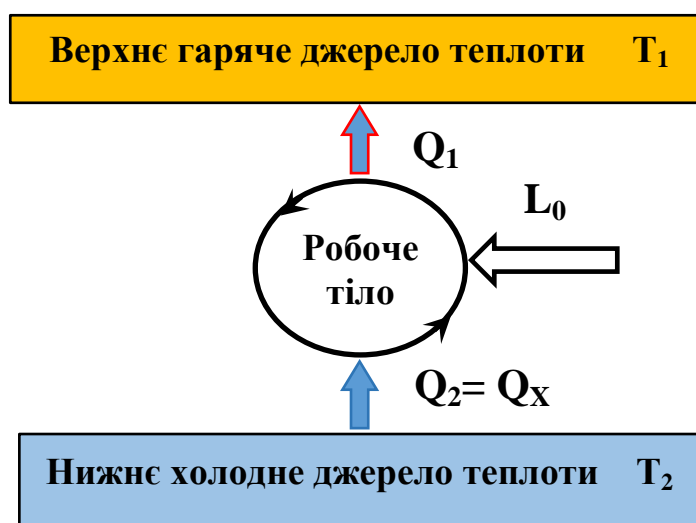 Верхнє гаряче джерело теплоти T₁
Q₁
L₀
Робоче
тіло
Q₂= Qₓ
Нижнє холодне джерело теплоти T₂